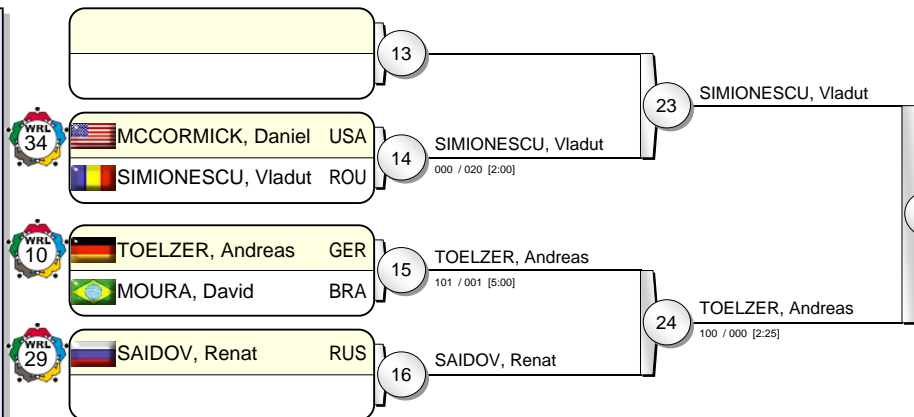 13
23
SIMIONESCU, Vladut
WRL
34
MCCORMICK, Daniel USA
SIMIONESCU, Vladut ROU
14
SIMIONESCU, Vladut
000 / 020 [2:00]
WRL
10
TOELZER, Andreas GER
MOURA, David BRA
15
TOELZER, Andreas
101 / 001 [5:00]
24
TOELZER, Andreas
100 / 000 [2:25]
WRL
29
SAIDOV, Renat RUS
16
SAIDOV, Renat